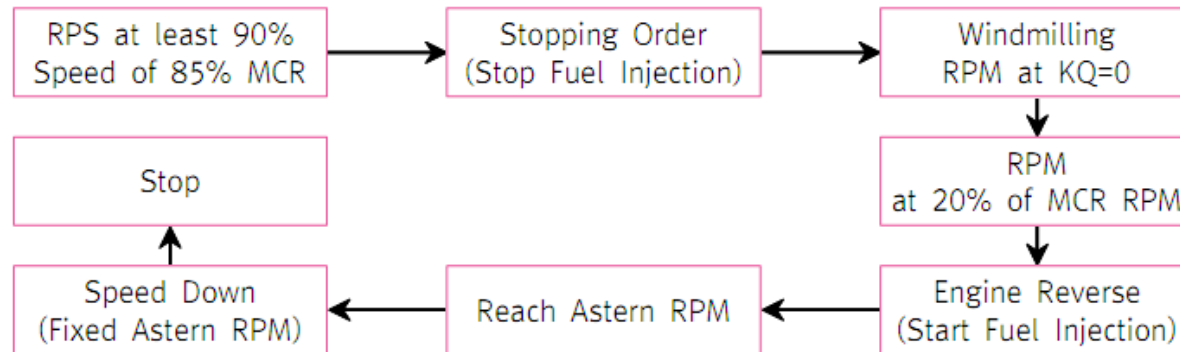 RPS at least 90%
Speed of 85% MCR
Stopping Order
(Stop Fuel Injection)
Windmilling
RPM at KQ=0
RPM
at 20% of MCR RPM
Engine Reverse
(Start Fuel Injection)
Reach Astern RPM
Speed Down
(Fixed Astern RPM)
Stop